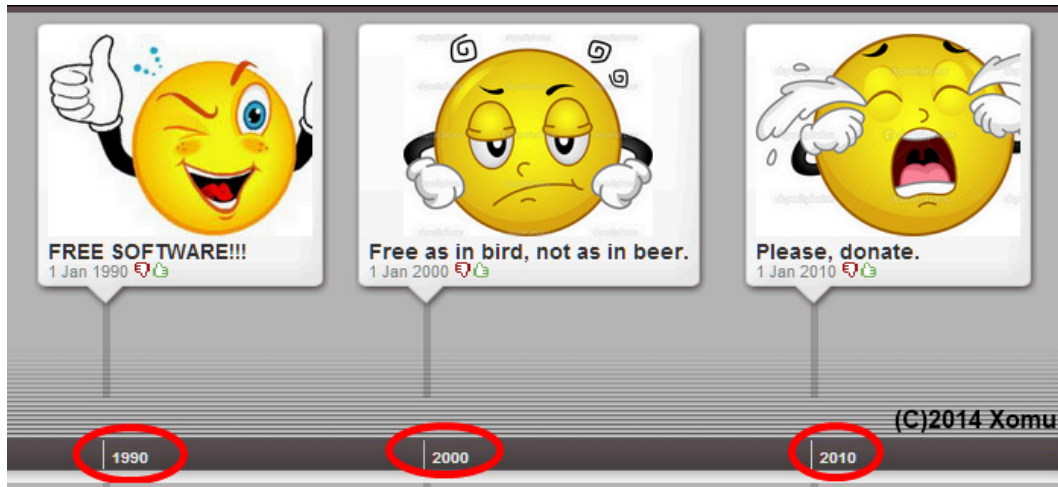 FREE SOFTWARE!!!
1 Jan 1990
Free as in bird, not as in beer.
1 Jan 2000
Please, donate.
1 Jan 2010
(C)2014 Xomu
1990
2000
2010